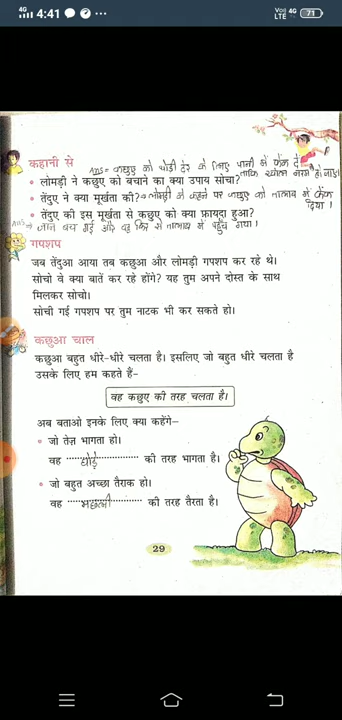 4G 4:41
Vo)) LTE 4G 71
कहानी से
Ans = कछुए को थोड़ी देर के लिए पानी में फेंक दें
• लोमड़ी ने कछुए को बचाने का क्या उपाय सोचा? ताकि खोल नरम हो जाए।
• तेंदुए ने क्या मूर्खता की? → लोमड़ी के कहने पर कछुए को तालाब में फेंक दिया।
• तेंदुए की इस मूर्खता से कछुए को क्या फ़ायदा हुआ?
Ans → जान बच गई और वह फिर से तालाब में पहुँच गया।
गपशप
जब तेंदुआ आया तब कछुआ और लोमड़ी गपशप कर रहे थे।
सोचो वे क्या बातें कर रहे होंगे? यह तुम अपने दोस्त के साथ
मिलकर सोचो।
सोची गई गपशप पर तुम नाटक भी कर सकते हो।
कछुआ चाल
कछुआ बहुत धीरे-धीरे चलता है। इसलिए जो बहुत धीरे चलता है
उसके लिए हम कहते हैं–
वह कछुए की तरह चलता है।
अब बताओ इनके लिए क्या कहेंगे–
• जो तेज़ भागता हो।
वह घोड़े की तरह भागता है।
• जो बहुत अच्छा तैराक हो।
वह मछली की तरह तैरता है।
29